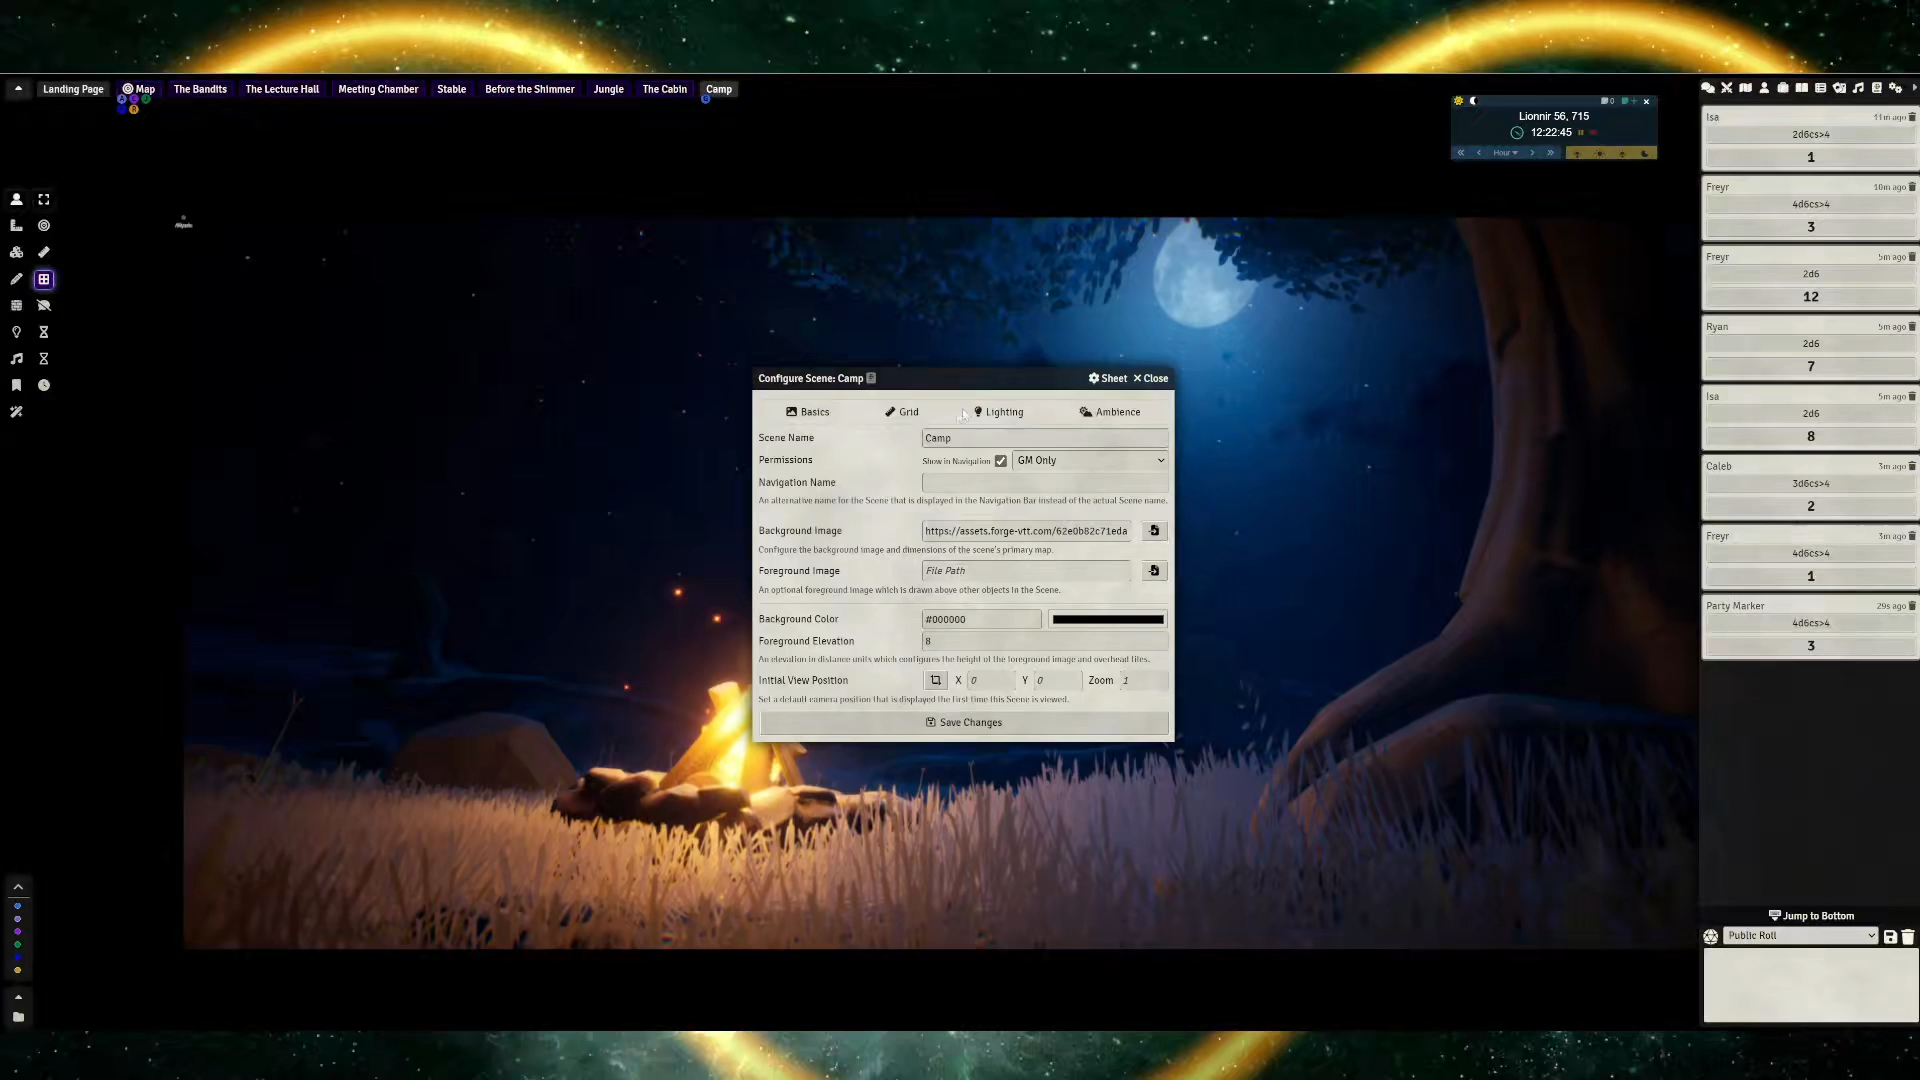 Landing Page
Map
The Bandits
The Lecture Hall
Meeting Chamber
Stable
Before the Shimmer
Jungle
The Cabin
Camp
Lionnir 56, 715
12:22:45
Hour
Configure Scene: Camp
Sheet
Close
Basics
Grid
Lighting
Ambience
Scene Name
Camp
Permissions
Show in Navigation
GM Only
Navigation Name
An alternative name for the Scene that is displayed in the Navigation Bar instead of the actual Scene name.
Background Image
https://assets.forge-vtt.com/62e0b82c71eda
Configure the background image and dimensions of the scene's primary map.
Foreground Image
File Path
An optional foreground image which is drawn above other objects in the Scene.
Background Color
#000000
Foreground Elevation
8
An elevation in distance units which configures the height of the foreground image and overhead tiles.
Initial View Position
X 0
Y 0
Zoom 1
Set a default camera position that is displayed the first time this Scene is viewed.
Save Changes
Isa 11m ago
2d6cs>4
1
Freyr 10m ago
4d6cs>4
3
Freyr 5m ago
2d6
12
Ryan 5m ago
2d6
7
Isa 5m ago
2d6
8
Caleb 3m ago
3d6cs>4
2
Freyr 3m ago
4d6cs>4
1
Party Marker 29s ago
4d6cs>4
3
Jump to Bottom
Public Roll